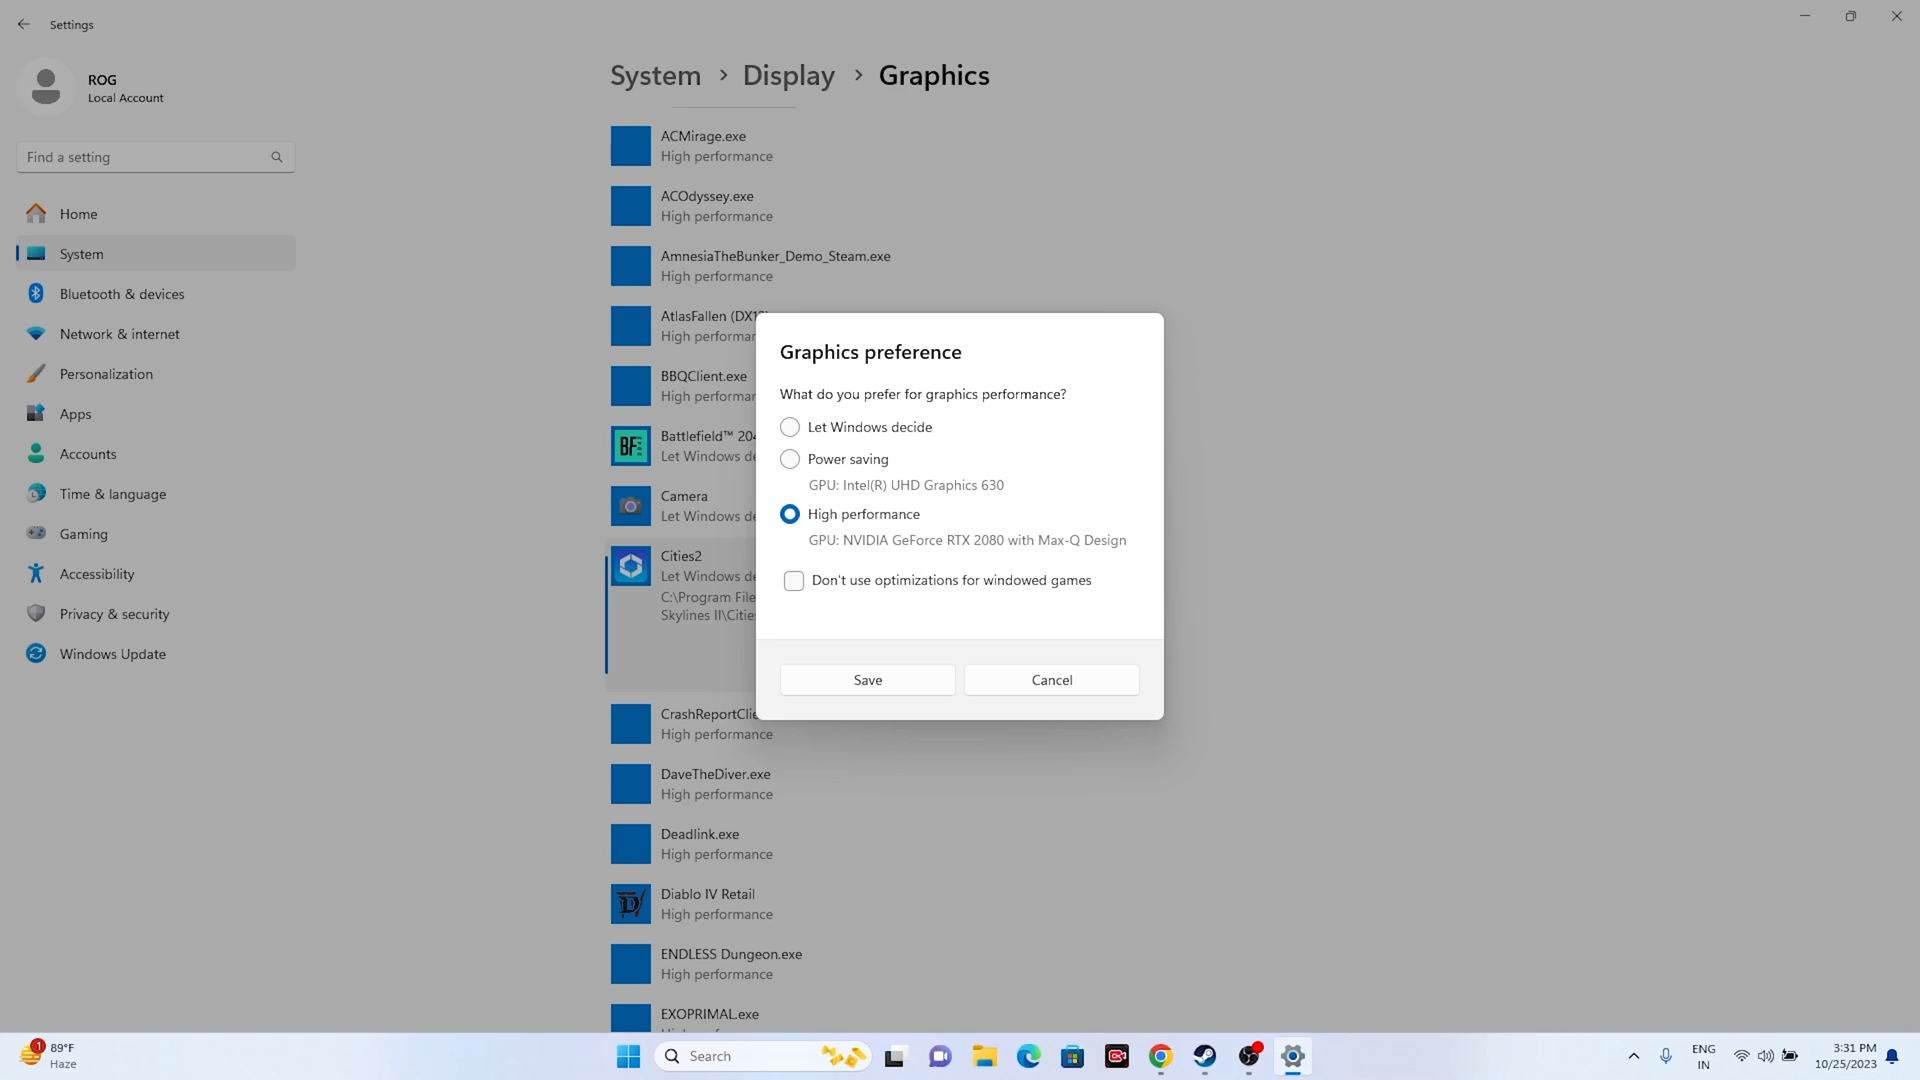 Settings
ROG
Local Account
Find a setting
Home
System
Bluetooth & devices
Network & internet
Personalization
Apps
Accounts
Time & language
Gaming
Accessibility
Privacy & security
Windows Update
System > Display > Graphics
ACMirage.exe
High performance
ACOdyssey.exe
High performance
AmnesiaTheBunker_Demo_Steam.exe
High performance
AtlasFallen (DX1
High performa
BBQClient.exe
High performa
BF
Battlefield™ 204
Let Windows de
Camera
Let Windows de
Cities2
Let Windows de
C:\Program File
Skylines II\Citie
CrashReportClie
High performance
DaveTheDiver.exe
High performance
Deadlink.exe
High performance
Diablo IV Retail
High performance
ENDLESS Dungeon.exe
High performance
EXOPRIMAL.exe
Graphics preference
What do you prefer for graphics performance?
Let Windows decide
Power saving
GPU: Intel(R) UHD Graphics 630
High performance
GPU: NVIDIA GeForce RTX 2080 with Max-Q Design
Don't use optimizations for windowed games
Save
Cancel
1
89°F
Haze
Search
ENG
IN
3:31 PM
10/25/2023